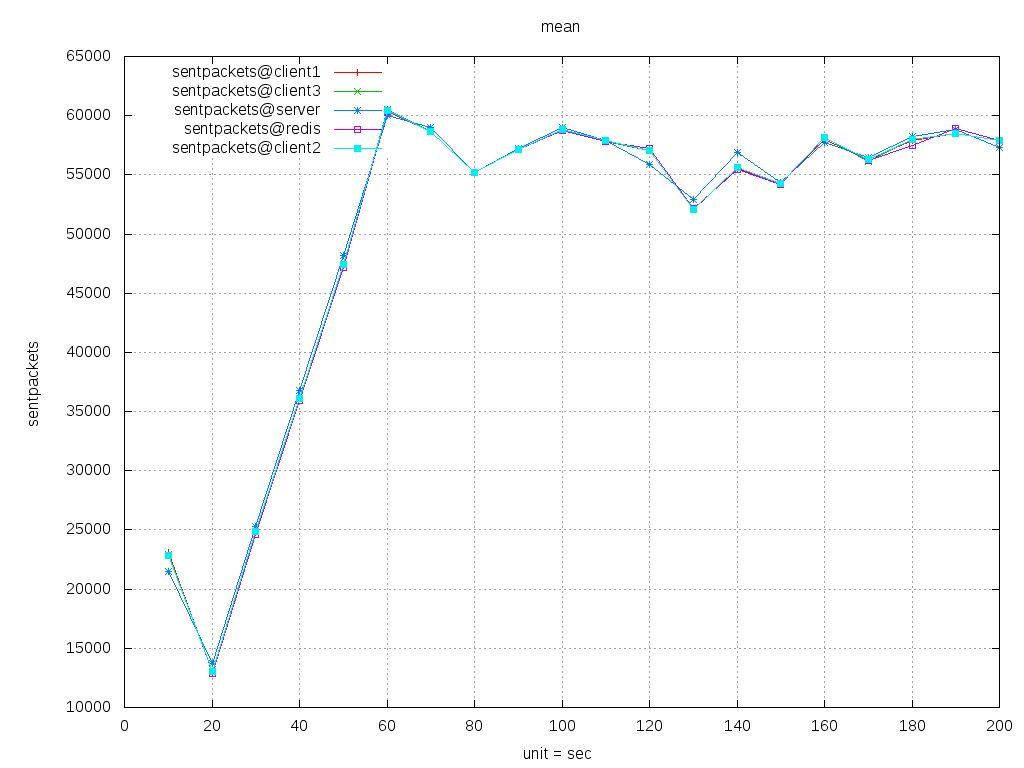 mean
65000
60000
55000
50000
45000
40000
35000
30000
25000
20000
15000
10000
sentpackets
sentpackets@client1
sentpackets@client3
sentpackets@server
sentpackets@redis
sentpackets@client2
0 20 40 60 80 100 120 140 160 180 200
unit = sec